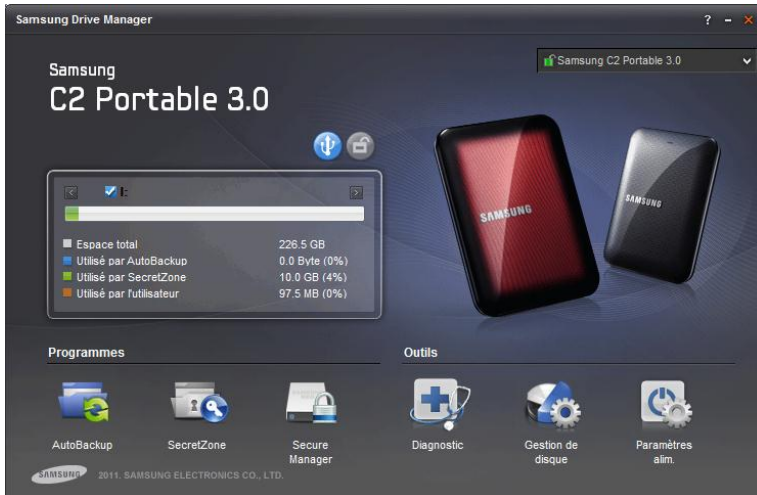 Samsung Drive Manager
? - ×
Samsung C2 Portable 3.0
Samsung
C2 Portable 3.0
I:
Espace total 226.5 GB
Utilisé par AutoBackup 0.0 Byte (0%)
Utilisé par SecretZone 10.0 GB (4%)
Utilisé par l'utilisateur 97.5 MB (0%)
SAMSUNG
SAMSUNG
Programmes
Outils
AutoBackup
SecretZone
Secure
Manager
Diagnostic
Gestion de
disque
Paramètres
alim.
SAMSUNG 2011. SAMSUNG ELECTRONICS CO., LTD.